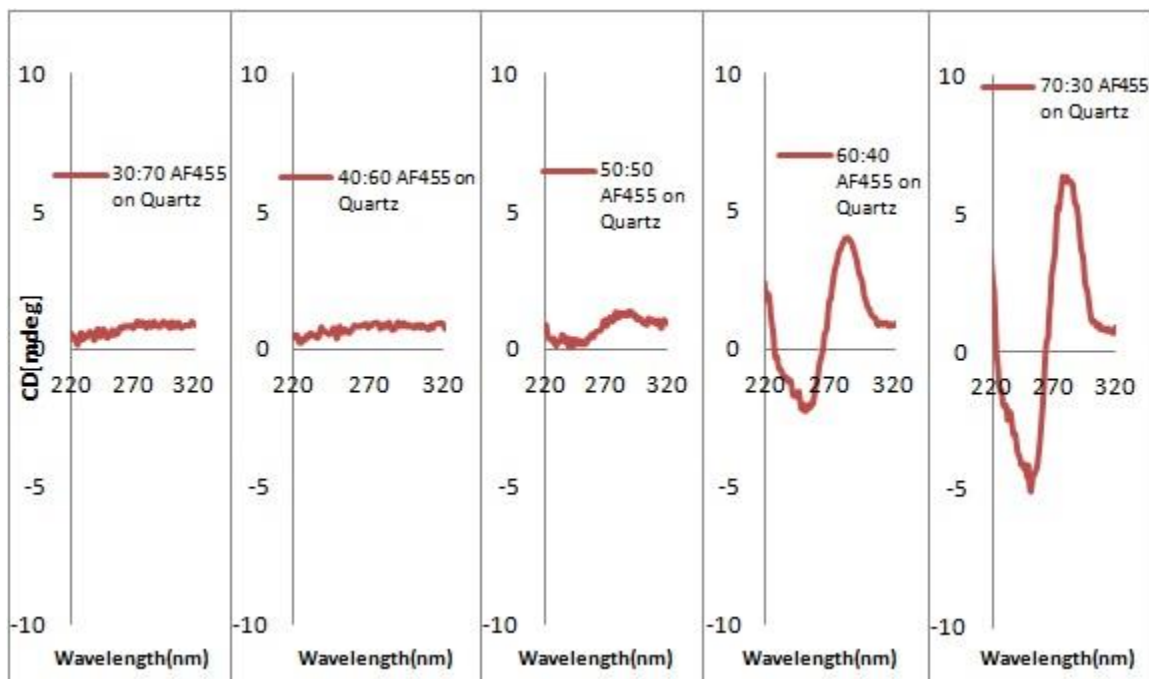 10
5
0
-5
-10
220 270 320
CD[mdeg]
30:70 AF455
on Quartz
Wavelength(nm)
10
5
0
-5
-10
220 270 320
40:60 AF455 on
Quartz
Wavelength(nm)
10
5
0
-5
-10
220 270 320
50:50
AF455 on
Quartz
Wavelength(nm)
10
5
0
-5
-10
220 270 320
60:40
AF455 on
Quartz
Wavelength(nm)
10
5
0
-5
-10
220 270 320
70:30 AF455
on Quartz
Wavelength(nm)